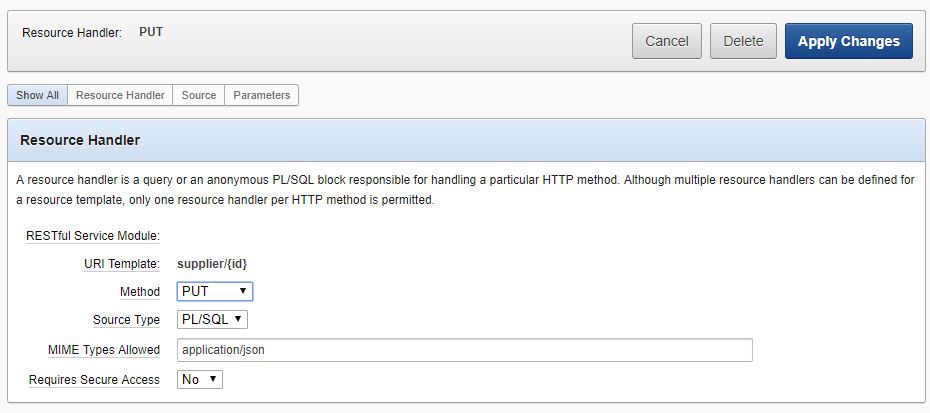 Resource Handler: PUT
Cancel Delete Apply Changes
Show All Resource Handler Source Parameters
Resource Handler
A resource handler is a query or an anonymous PL/SQL block responsible for handling a particular HTTP method. Although multiple resource handlers can be defined for
a resource template, only one resource handler per HTTP method is permitted.
RESTful Service Module:
URI Template: supplier/{id}
Method PUT
Source Type PL/SQL
MIME Types Allowed application/json
Requires Secure Access No